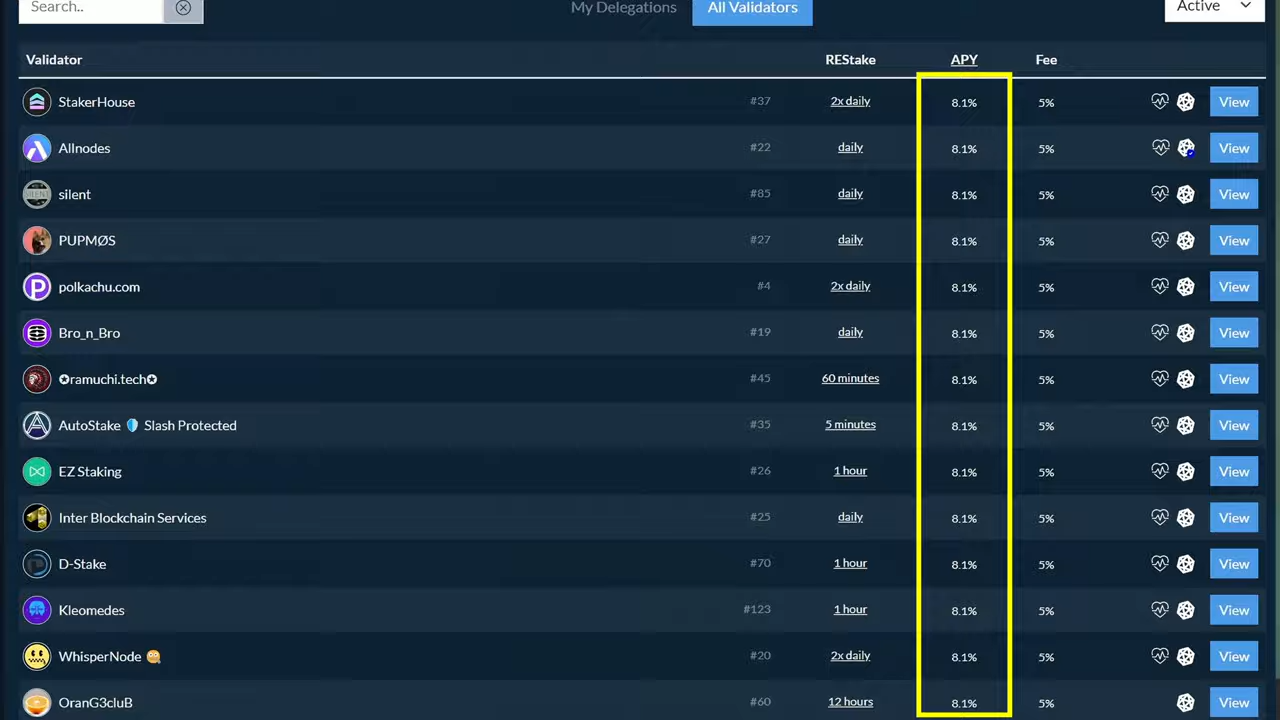 Search.. My Delegations All Validators Active
Validator REStake APY Fee
StakerHouse #37 2x daily 8.1% 5% View
Allnodes #22 daily 8.1% 5% View
silent #85 daily 8.1% 5% View
PUPMØS #27 daily 8.1% 5% View
polkachu.com #4 2x daily 8.1% 5% View
Bro_n_Bro #19 daily 8.1% 5% View
✪ramuchi.tech✪ #45 60 minutes 8.1% 5% View
AutoStake 🛡️ Slash Protected #35 5 minutes 8.1% 5% View
EZ Staking #26 1 hour 8.1% 5% View
Inter Blockchain Services #25 daily 8.1% 5% View
D-Stake #70 1 hour 8.1% 5% View
Kleomedes #123 1 hour 8.1% 5% View
WhisperNode 🤐 #20 2x daily 8.1% 5% View
OranG3cluB #60 12 hours 8.1% 5% View